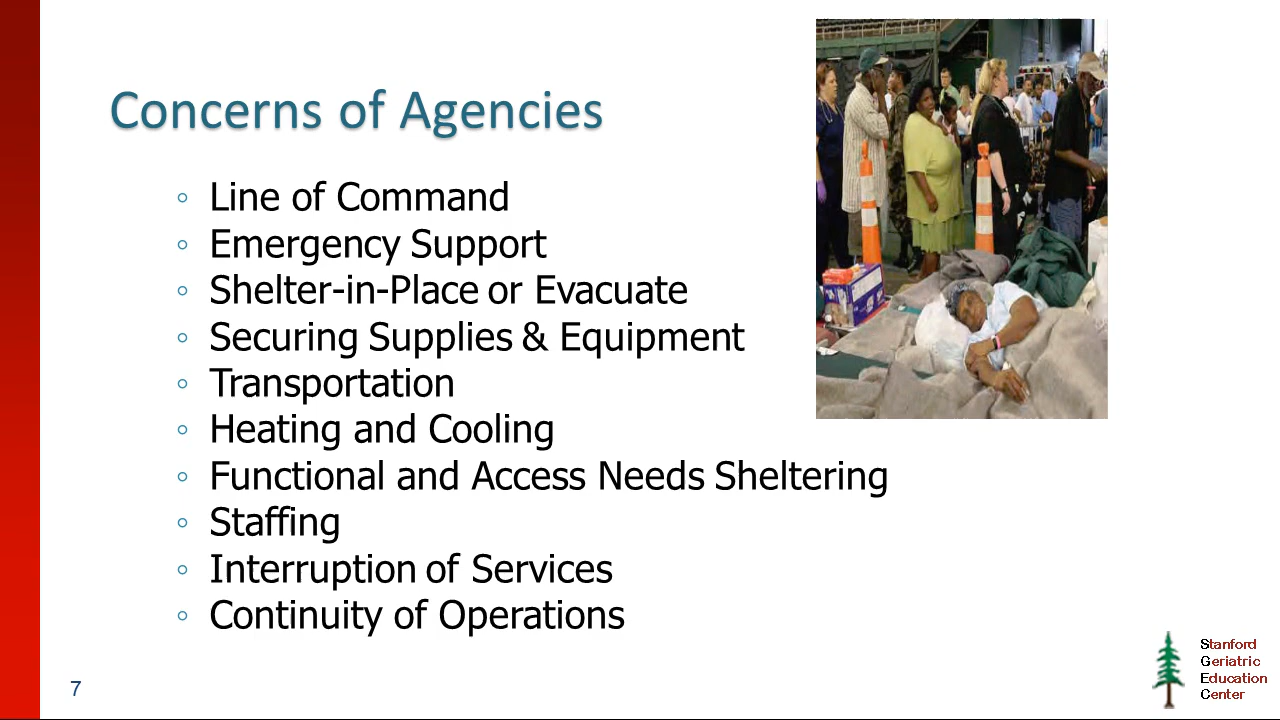 Concerns of Agencies
◦ Line of Command
◦ Emergency Support
◦ Shelter-in-Place or Evacuate
◦ Securing Supplies & Equipment
◦ Transportation
◦ Heating and Cooling
◦ Functional and Access Needs Sheltering
◦ Staffing
◦ Interruption of Services
◦ Continuity of Operations
7
Stanford
Geriatric
Education
Center